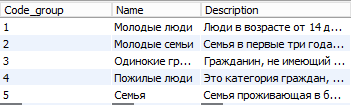 Code_group Name Description
1 Молодые люди Люди в возрасте от 14 д...
2 Молодые семьи Семья в первые три года...
3 Одинокие гр... Гражданин, не имеющий ...
4 Пожилые люди Это категория граждан, ...
5 Семья Семья проживающая в б...